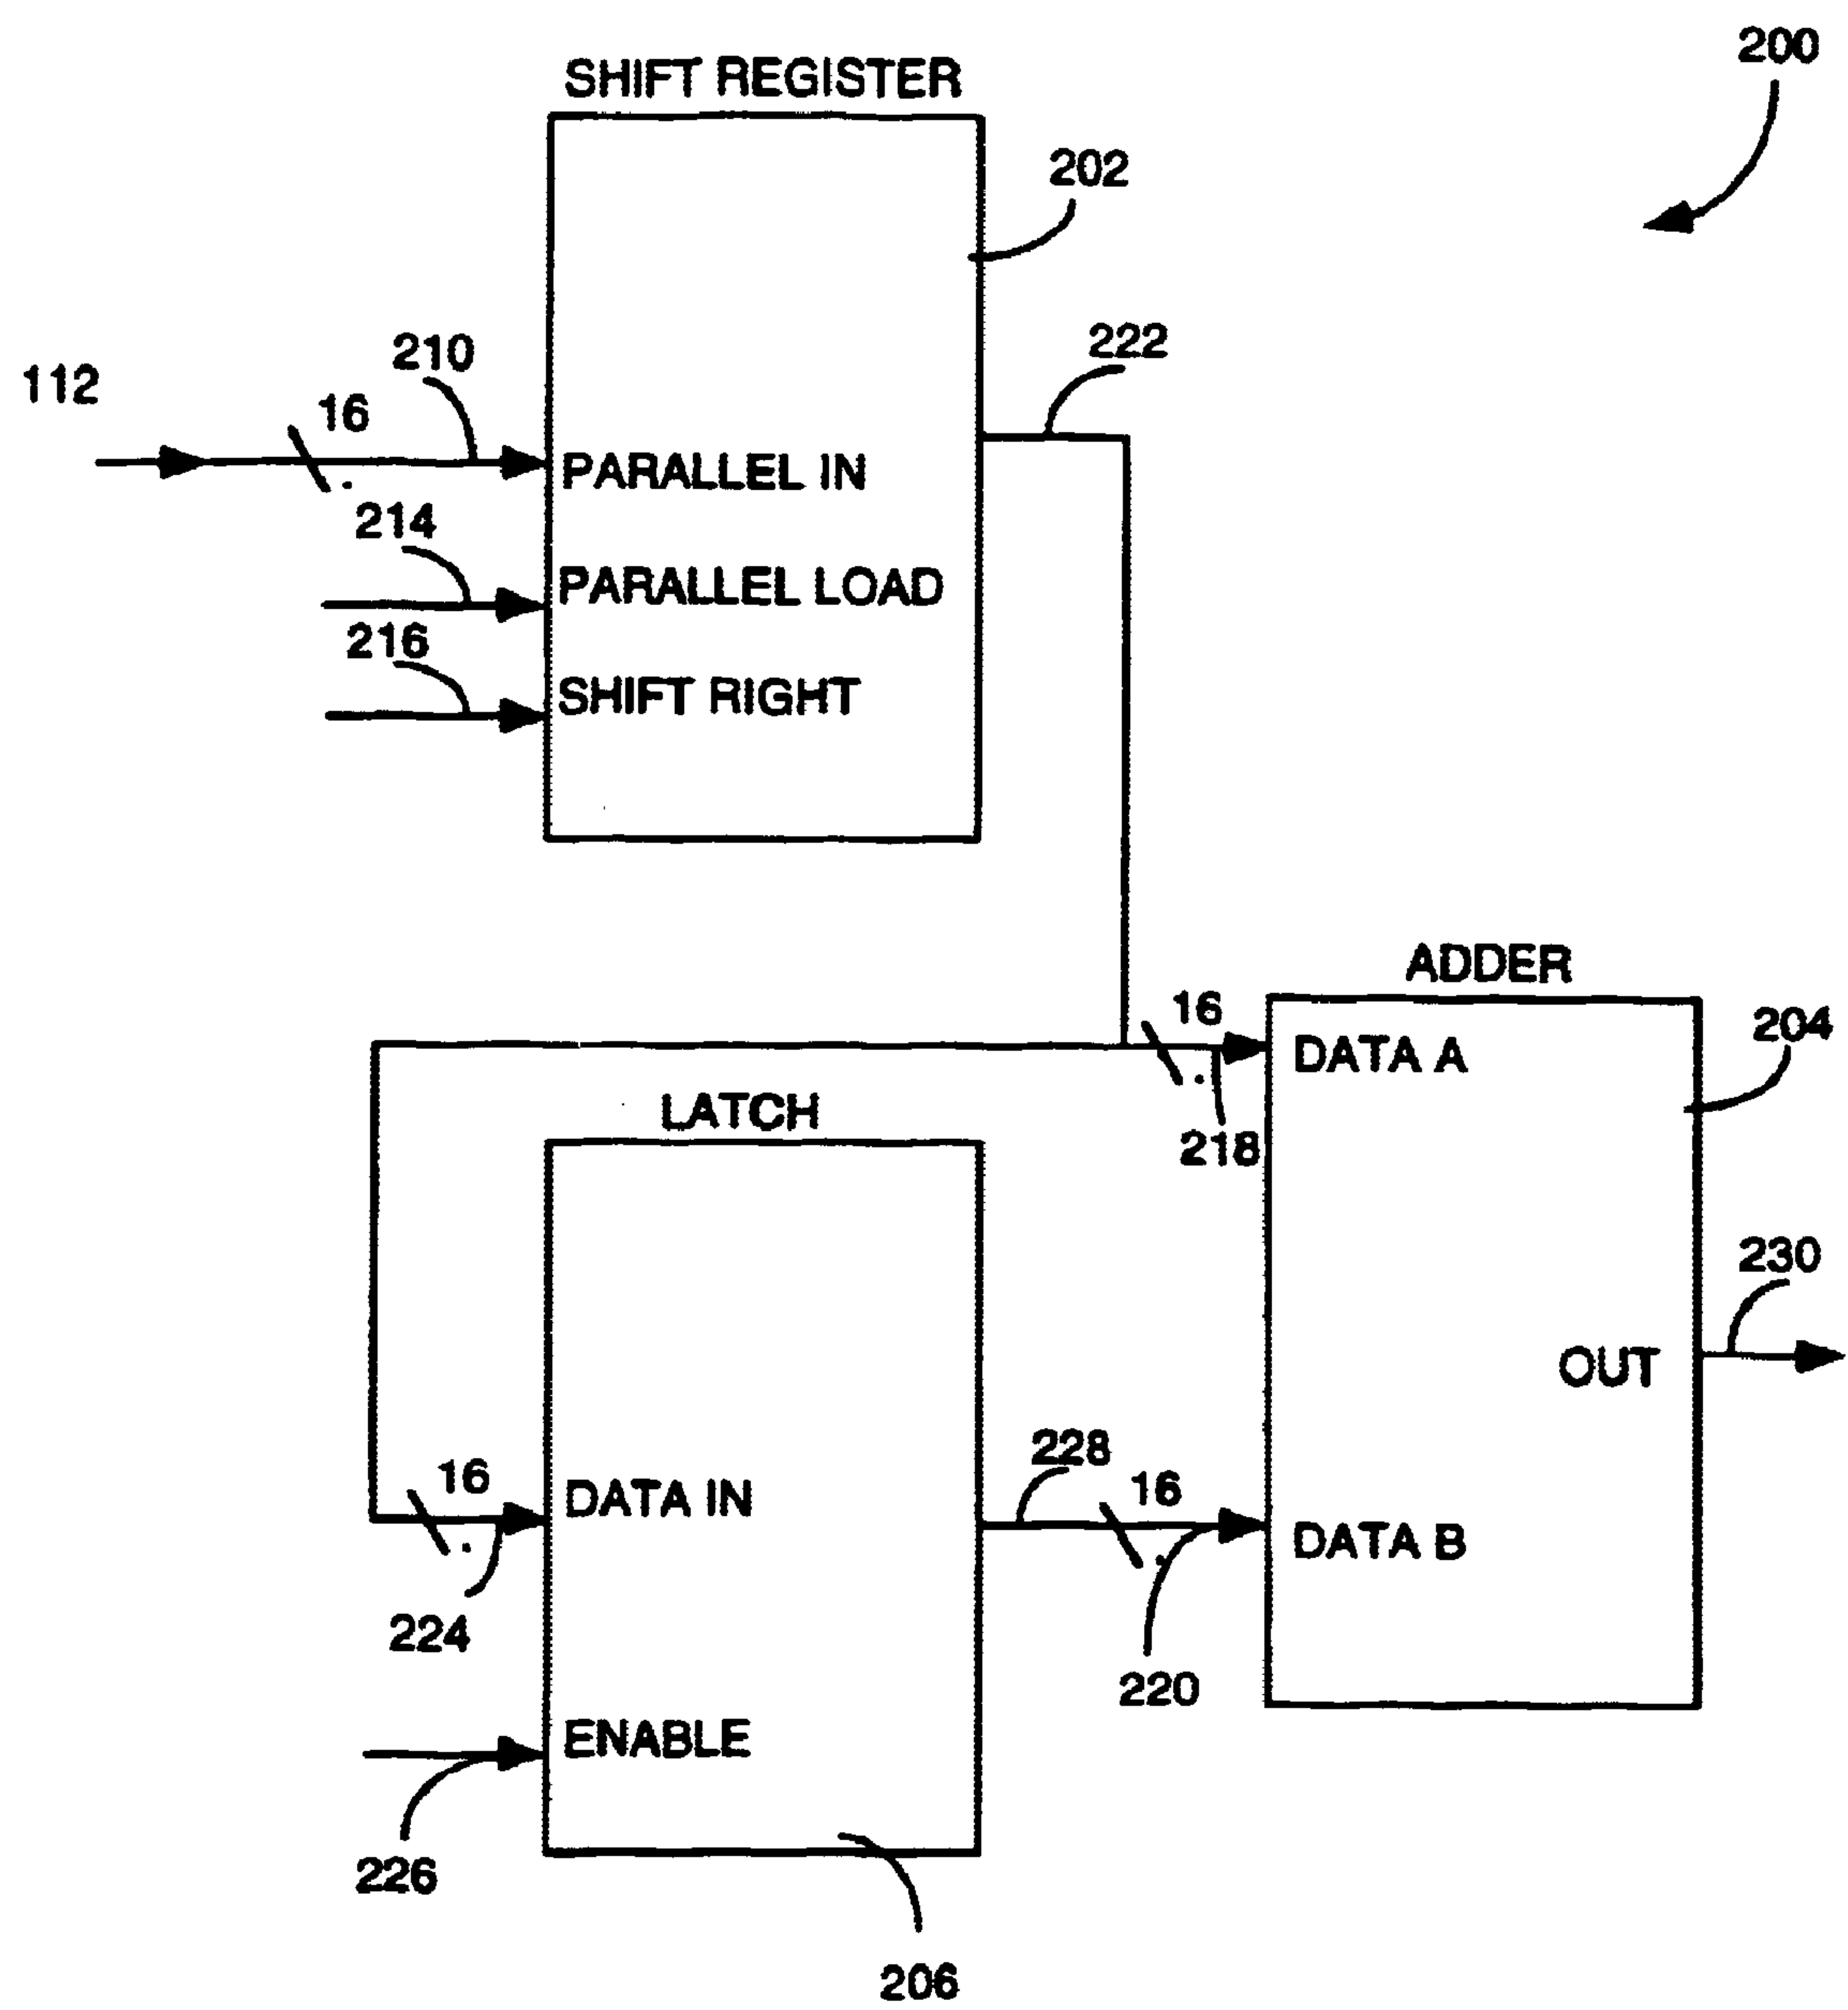 200
SHIFT REGISTER
202
222
210
112
16
PARALLEL IN
214
PARALLEL LOAD
216
SHIFT RIGHT
ADDER
16
204
DATA A
LATCH
218
230
OUT
228
16
16
DATA IN
DATA B
224
220
ENABLE
226
206